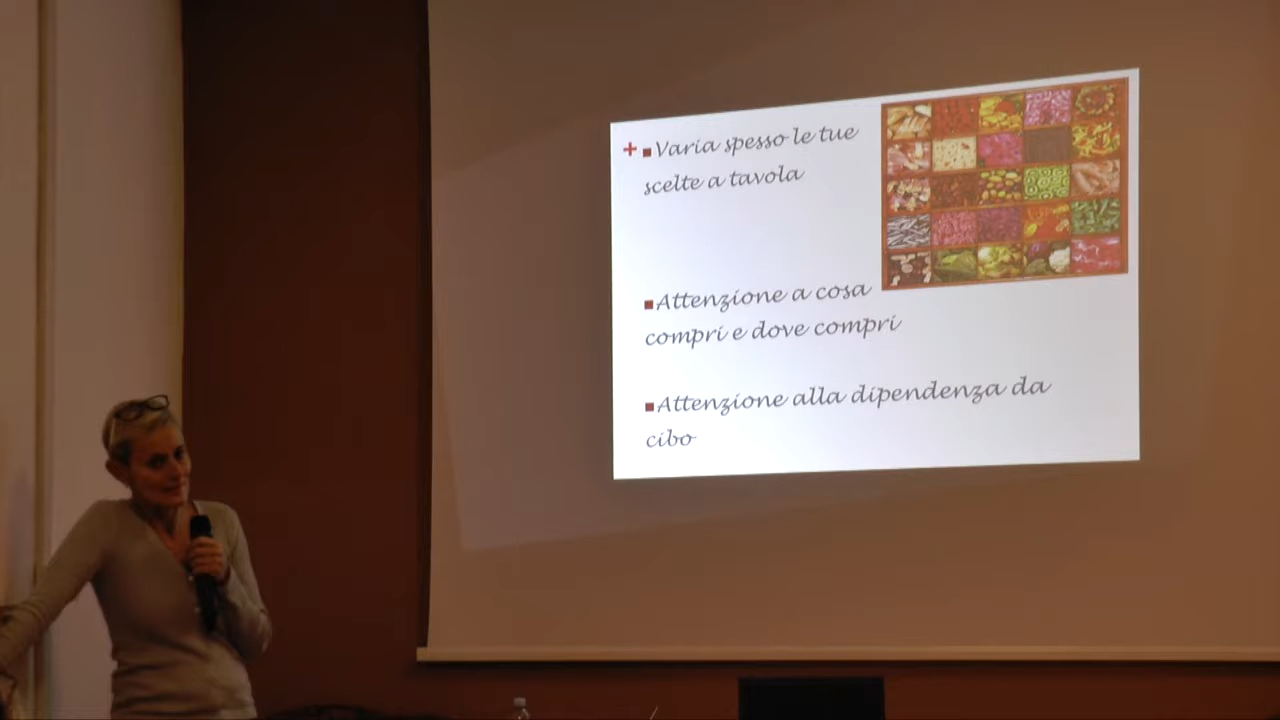 + ▪Varia spesso le tue
scelte a tavola
▪Attenzione a cosa
compri e dove compri
▪Attenzione alla dipendenza da
cibo